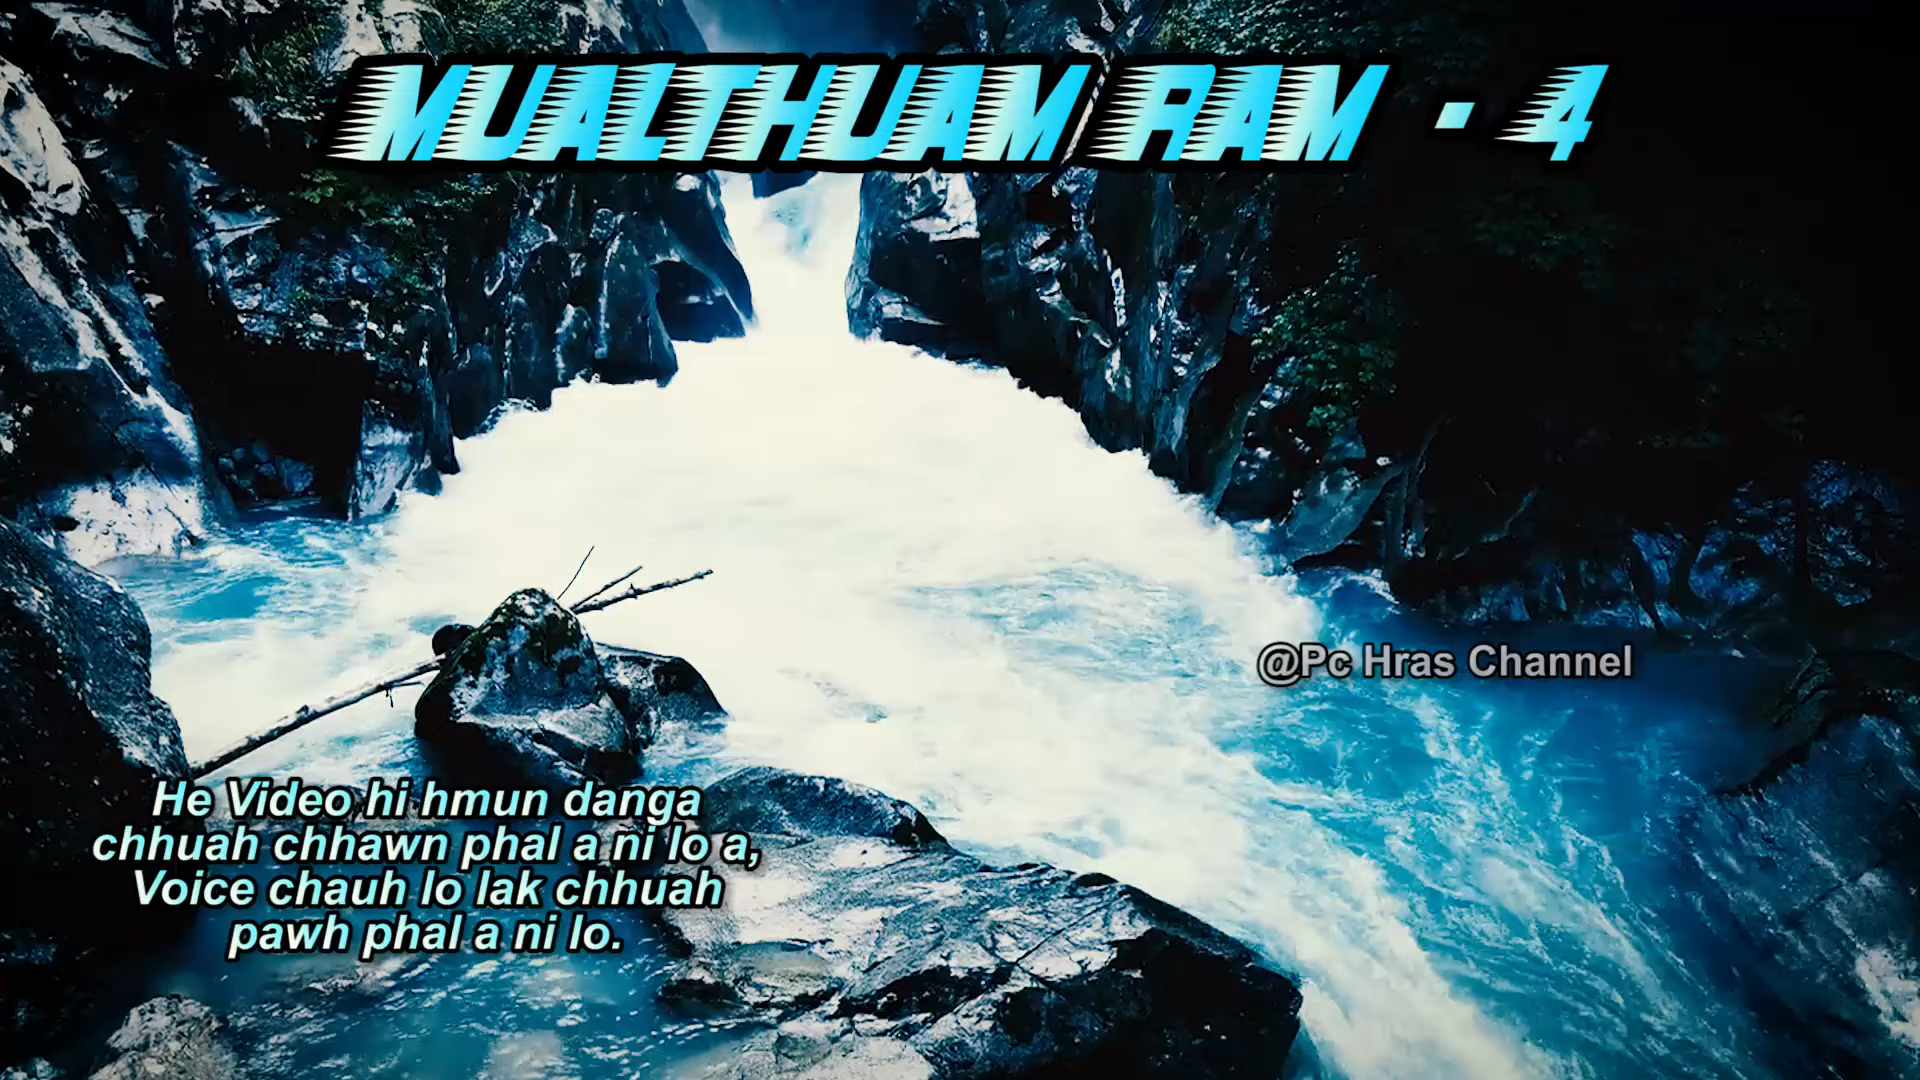 MUALTHUAM RAM - 4
@Pc Hras Channel
He Video hi hmun danga
chhuah chhawn phal a ni lo a,
Voice chauh lo lak chhuah
pawh phal a ni lo.